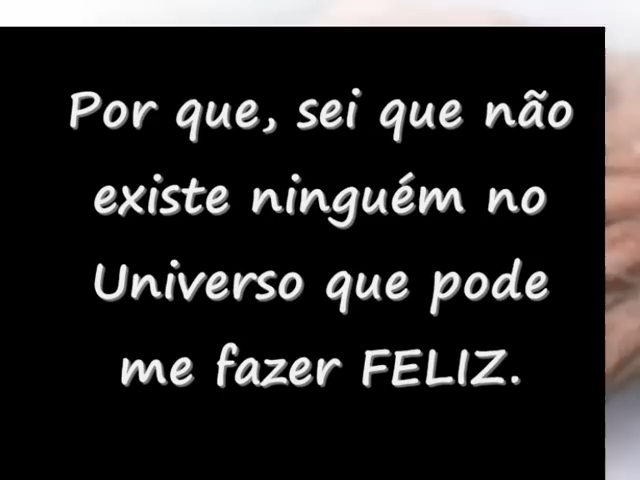 Por que, sei que não
existe ninguém no
Universo que pode
me fazer FELIZ.